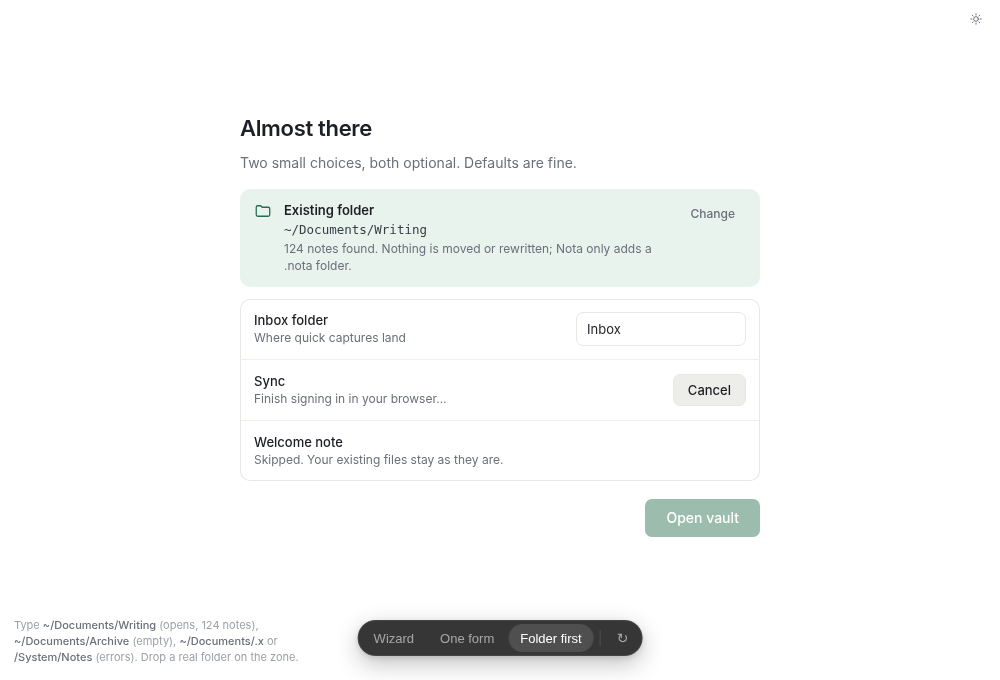 Almost there
Two small choices, both optional. Defaults are fine.
Existing folder
~/Documents/Writing
124 notes found. Nothing is moved or rewritten; Nota only adds a
.nota folder.
Change
Inbox folder
Where quick captures land
Inbox
Sync
Finish signing in in your browser…
Cancel
Welcome note
Skipped. Your existing files stay as they are.
Open vault
Type ~/Documents/Writing (opens, 124 notes),
~/Documents/Archive (empty), ~/Documents/.x or
/System/Notes (errors). Drop a real folder on the zone.
Wizard
One form
Folder first